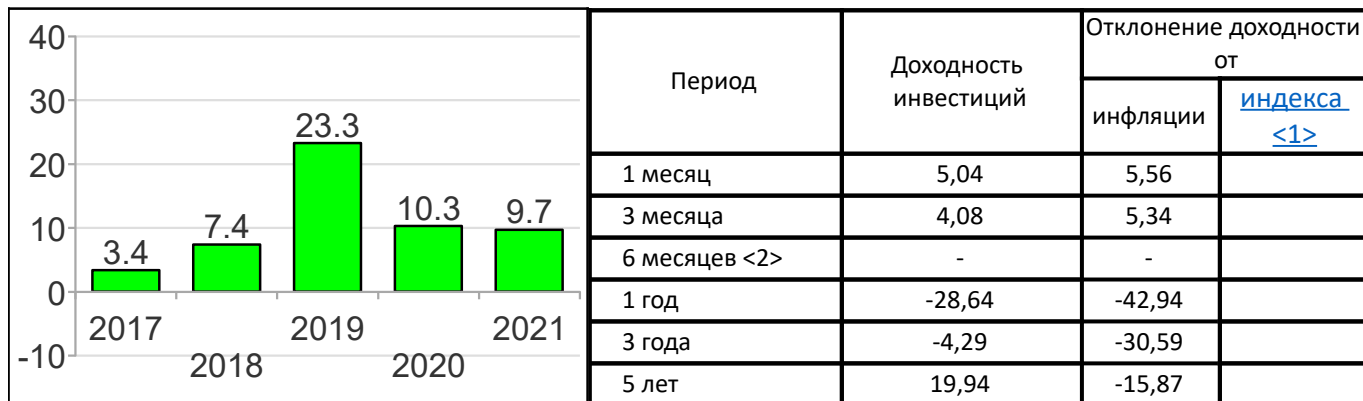 40
30
20
10
0
-10
3.4
7.4
23.3
10.3
9.7
2017
2018
2019
2020
2021
Период
Доходность
инвестиций
Отклонение доходности
от
инфляции
индекса
<1>
1 месяц 5,04 5,56
3 месяца 4,08 5,34
6 месяцев <2> - -
1 год -28,64 -42,94
3 года -4,29 -30,59
5 лет 19,94 -15,87